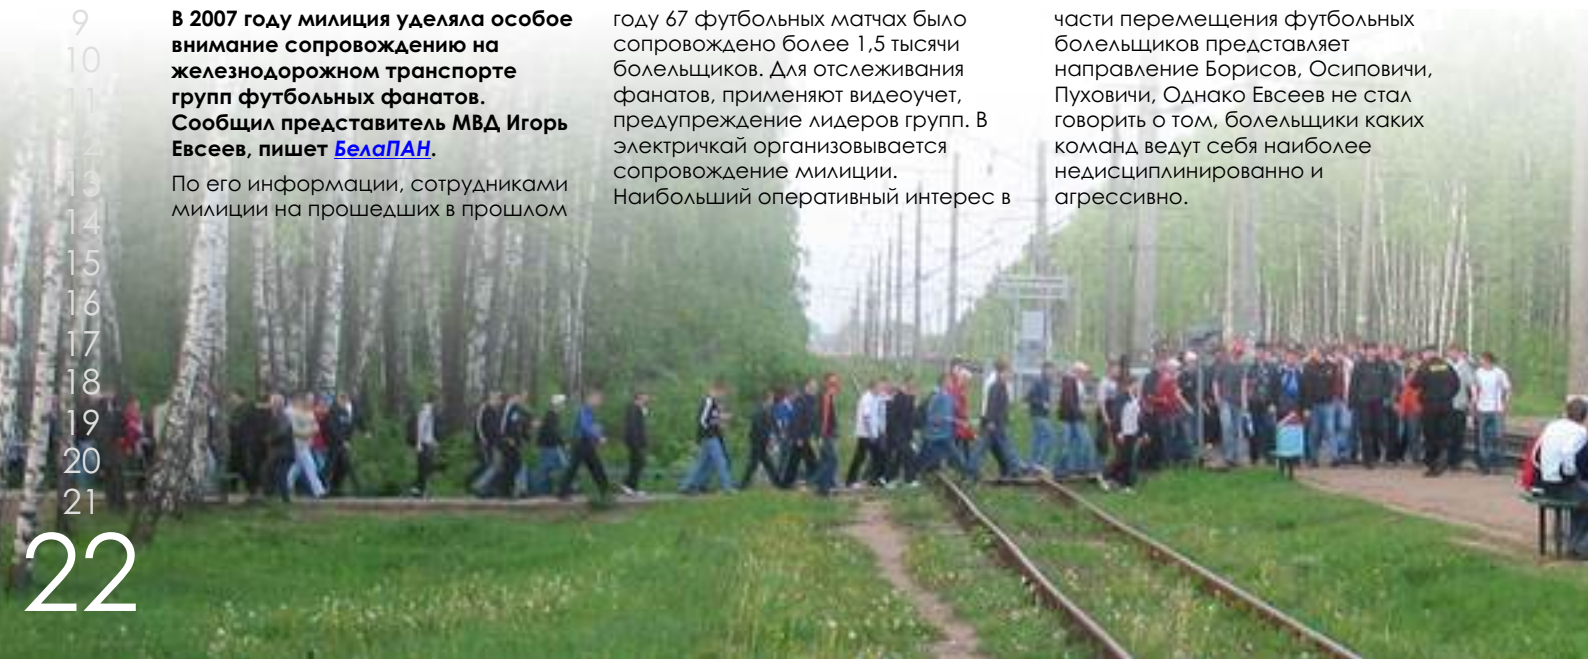 9
10
11
12
13
14
15
16
17
18
19
20
21
22
В 2007 году милиция уделяла особое
внимание сопровождению на
железнодорожном транспорте
групп футбольных фанатов.
Сообщил представитель МВД Игорь
Евсеев, пишет БелаПАН.
По его информации, сотрудниками
милиции на прошедших в прошлом
году 67 футбольных матчах было
сопровождено более 1,5 тысячи
болельщиков. Для отслеживания
фанатов, применяют видеоучет,
предупреждение лидеров групп. В
электричкай организовывается
сопровождение милиции.
Наибольший оперативный интерес в
части перемещения футбольных
болельщиков представляет
направление Борисов, Осиповичи,
Пуховичи, Однако Евсеев не стал
говорить о том, болельщики каких
команд ведут себя наиболее
недисциплинированно и
агрессивно.